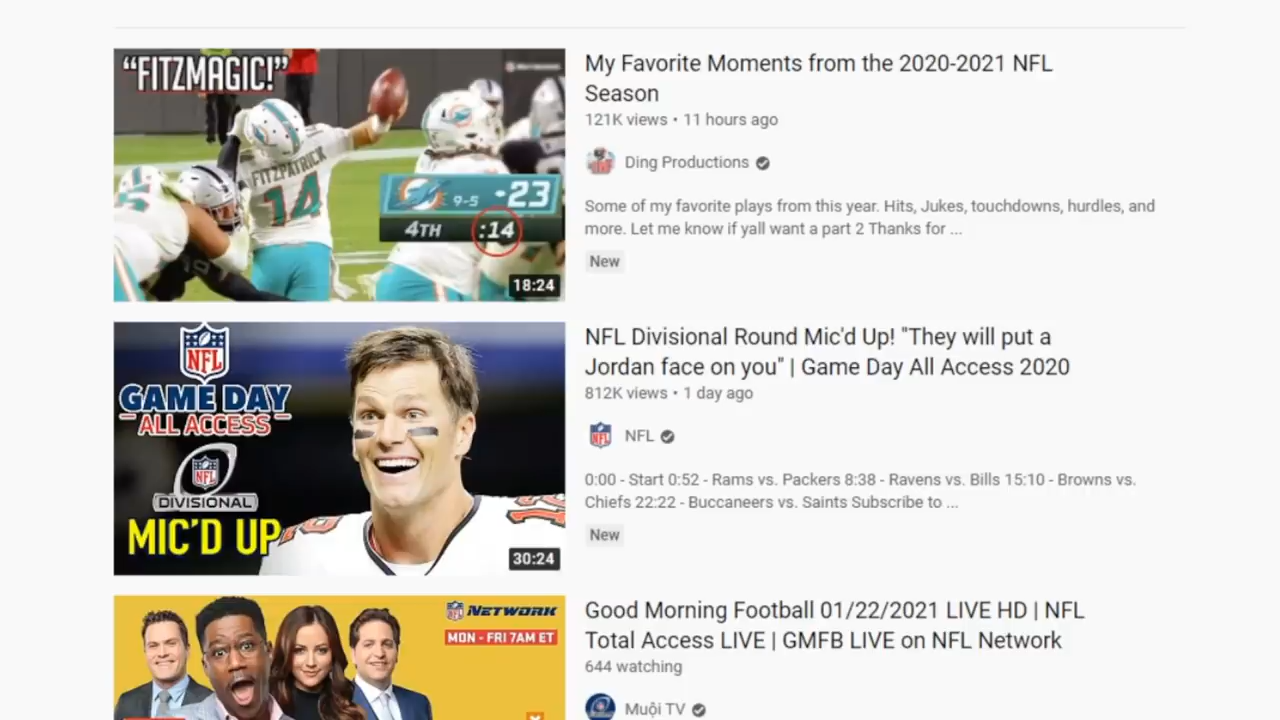 "FITZMAGIC!"
FITZPATRICK
14
9-5
-23
4TH
:14
18:24
My Favorite Moments from the 2020-2021 NFL
Season
121K views • 11 hours ago
Ding Productions
Some of my favorite plays from this year. Hits, Jukes, touchdowns, hurdles, and
more. Let me know if yall want a part 2 Thanks for ...
New
NFL
GAME DAY
ALL ACCESS
NFL
DIVISIONAL
MIC'D UP
30:24
NFL Divisional Round Mic'd Up! "They will put a
Jordan face on you" | Game Day All Access 2020
812K views • 1 day ago
NFL
NFL
0:00 - Start 0:52 - Rams vs. Packers 8:38 - Ravens vs. Bills 15:10 - Browns vs.
Chiefs 22:22 - Buccaneers vs. Saints Subscribe to ...
New
NFL NETWORK
MON - FRI 7AM ET
Good Morning Football 01/22/2021 LIVE HD | NFL
Total Access LIVE | GMFB LIVE on NFL Network
644 watching
Muội TV